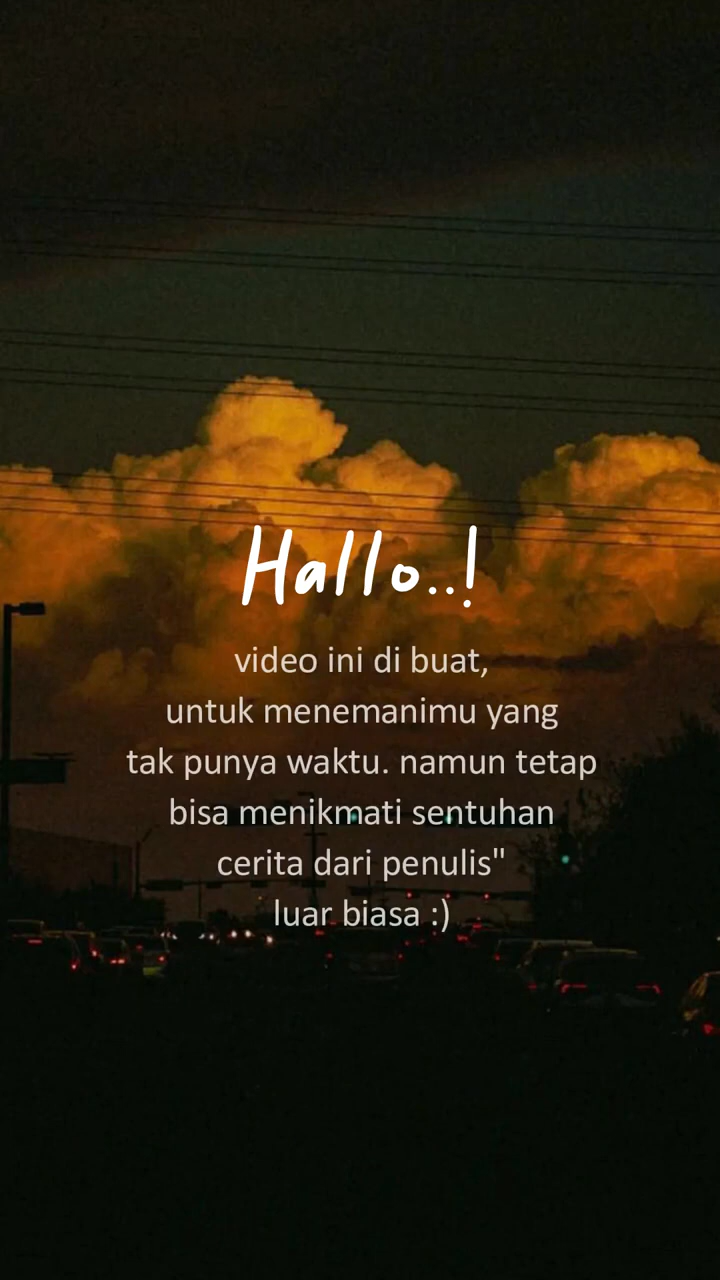 Hallo..!
video ini di buat,
untuk menemanimu yang
tak punya waktu. namun tetap
bisa menikmati sentuhan
cerita dari penulis"
luar biasa :)